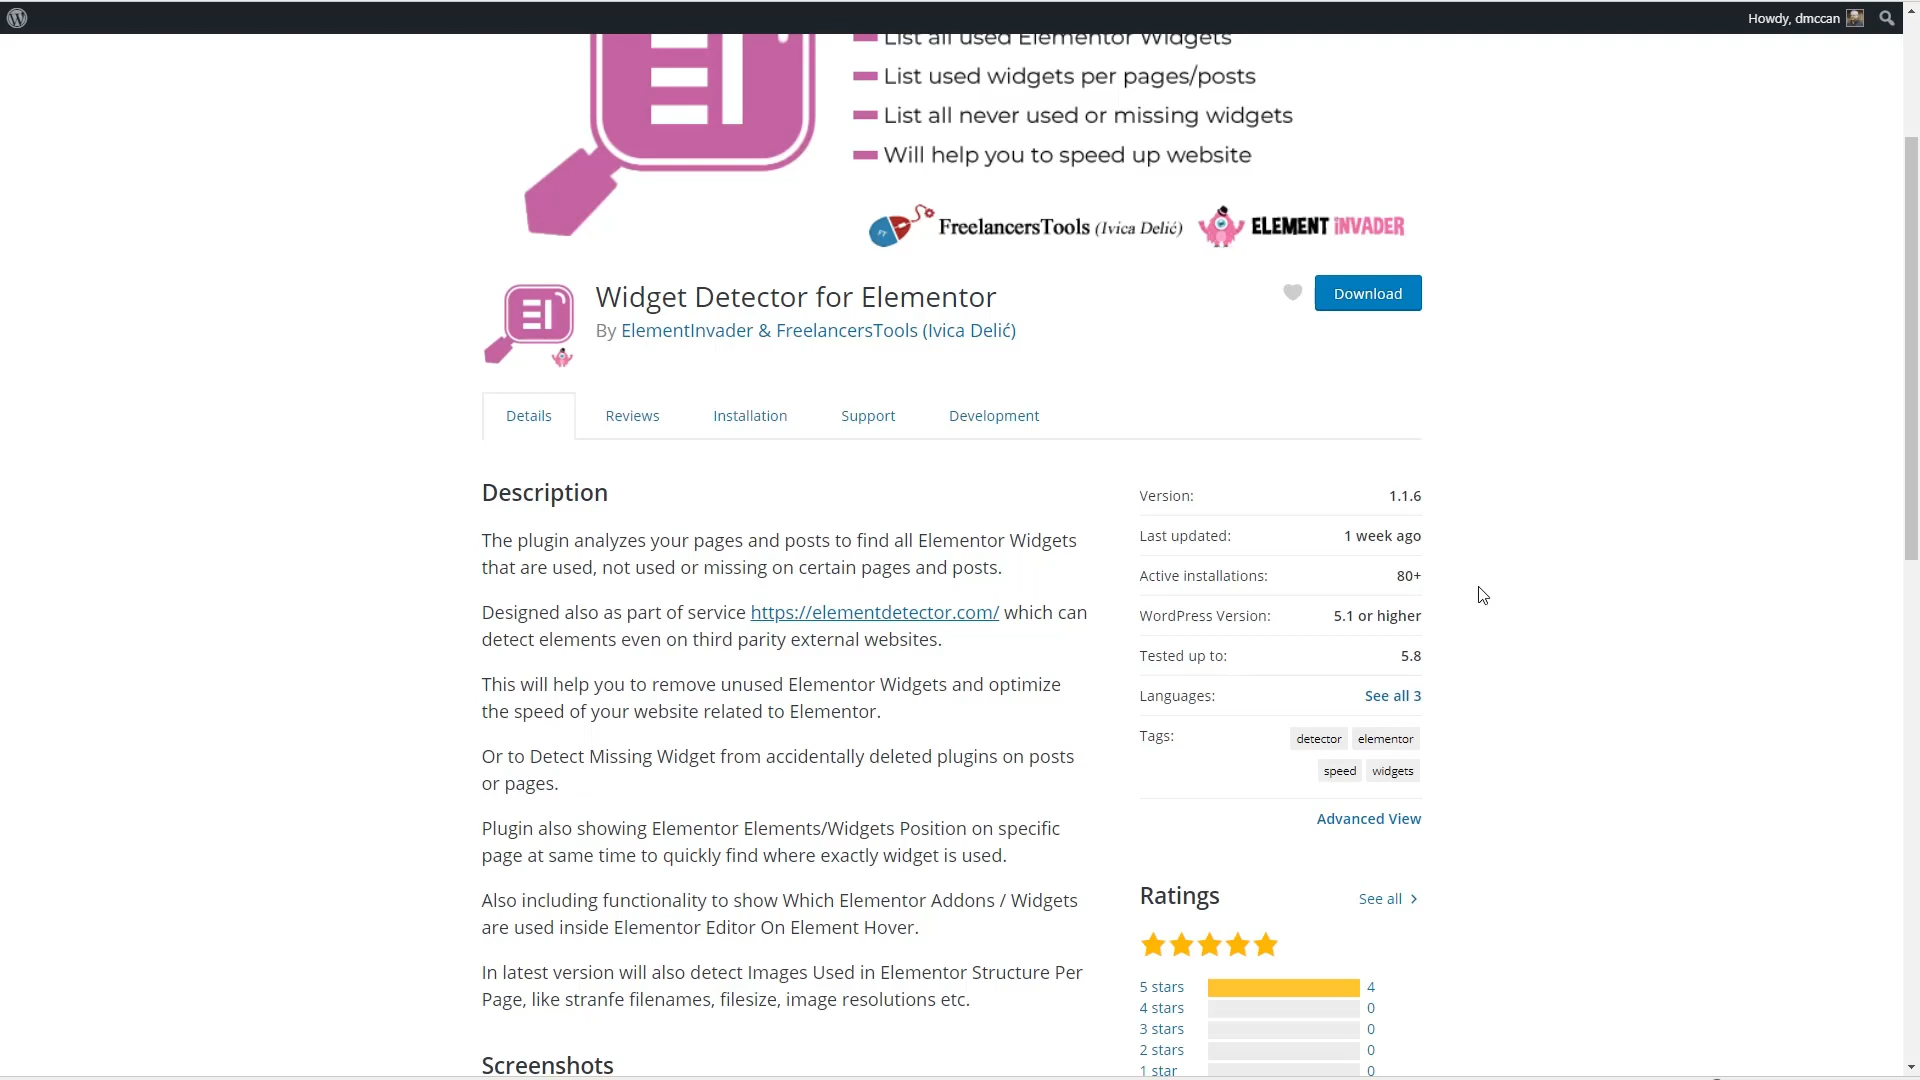 Howdy, dmccan
List all used Elementor Widgets
List used widgets per pages/posts
List all never used or missing widgets
Will help you to speed up website
FT FreelancersTools (Ivica Delić) ELEMENT iNVADER
Widget Detector for Elementor
Download
By ElementInvader & FreelancersTools (Ivica Delić)
Details Reviews Installation Support Development
Description
The plugin analyzes your pages and posts to find all Elementor Widgets
that are used, not used or missing on certain pages and posts.
Designed also as part of service https://elementdetector.com/ which can
detect elements even on third parity external websites.
This will help you to remove unused Elementor Widgets and optimize
the speed of your website related to Elementor.
Or to Detect Missing Widget from accidentally deleted plugins on posts
or pages.
Plugin also showing Elementor Elements/Widgets Position on specific
page at same time to quickly find where exactly widget is used.
Also including functionality to show Which Elementor Addons / Widgets
are used inside Elementor Editor On Element Hover.
In latest version will also detect Images Used in Elementor Structure Per
Page, like stranfe filenames, filesize, image resolutions etc.
Screenshots
Version: 1.1.6
Last updated: 1 week ago
Active installations: 80+
WordPress Version: 5.1 or higher
Tested up to: 5.8
Languages: See all 3
Tags: detector elementor
speed widgets
Advanced View
Ratings See all
5 stars 4
4 stars 0
3 stars 0
2 stars 0
1 star 0